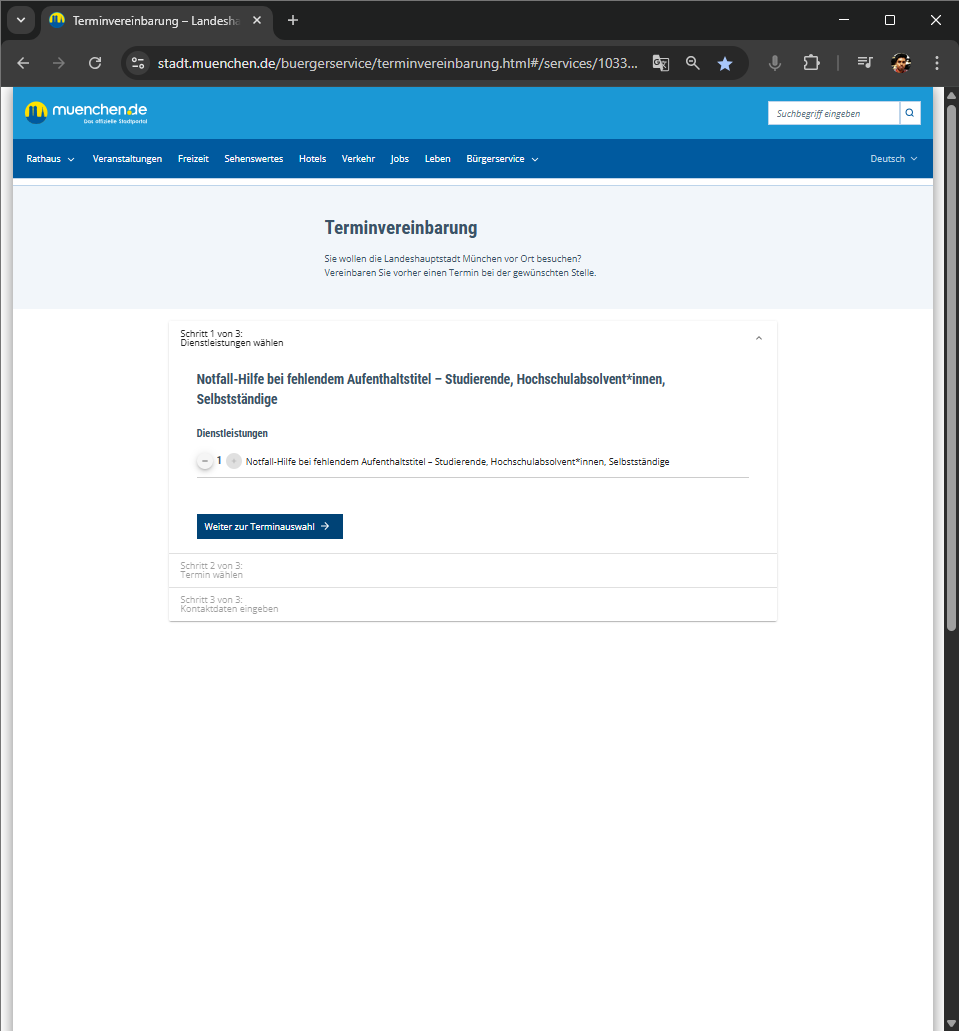 Terminvereinbarung – Landesha
stadt.muenchen.de/buergerservice/terminvereinbarung.html#/services/1033...
muenchen.de
Das offizielle Stadtportal
Suchbegriff eingeben
Rathaus Veranstaltungen Freizeit Sehenswertes Hotels Verkehr Jobs Leben Bürgerservice Deutsch
Terminvereinbarung
Sie wollen die Landeshauptstadt München vor Ort besuchen?
Vereinbaren Sie vorher einen Termin bei der gewünschten Stelle.
Schritt 1 von 3:
Dienstleistungen wählen
Notfall-Hilfe bei fehlendem Aufenthaltstitel – Studierende, Hochschulabsolvent*innen,
Selbstständige
Dienstleistungen
− 1 + Notfall-Hilfe bei fehlendem Aufenthaltstitel – Studierende, Hochschulabsolvent*innen, Selbstständige
Weiter zur Terminauswahl →
Schritt 2 von 3:
Termin wählen
Schritt 3 von 3:
Kontaktdaten eingeben